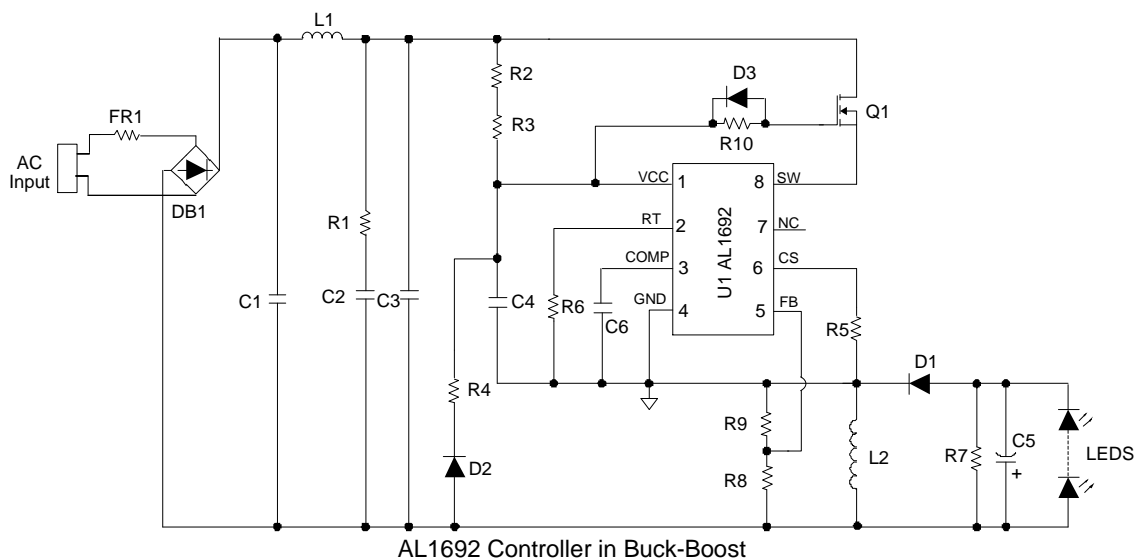 L1
R2
D3
FR1
R3
Q1
R10
AC
Input
VCC 1 8 SW
DB1
R1
RT 2 7 NC
U1 AL1692
COMP 3 6 CS
C1
C2
C3
C4
GND 4 5 FB
R6
C6
R5
D1
R4
R9
C5
L2
R7
LEDS
D2
R8
+
AL1692 Controller in Buck-Boost